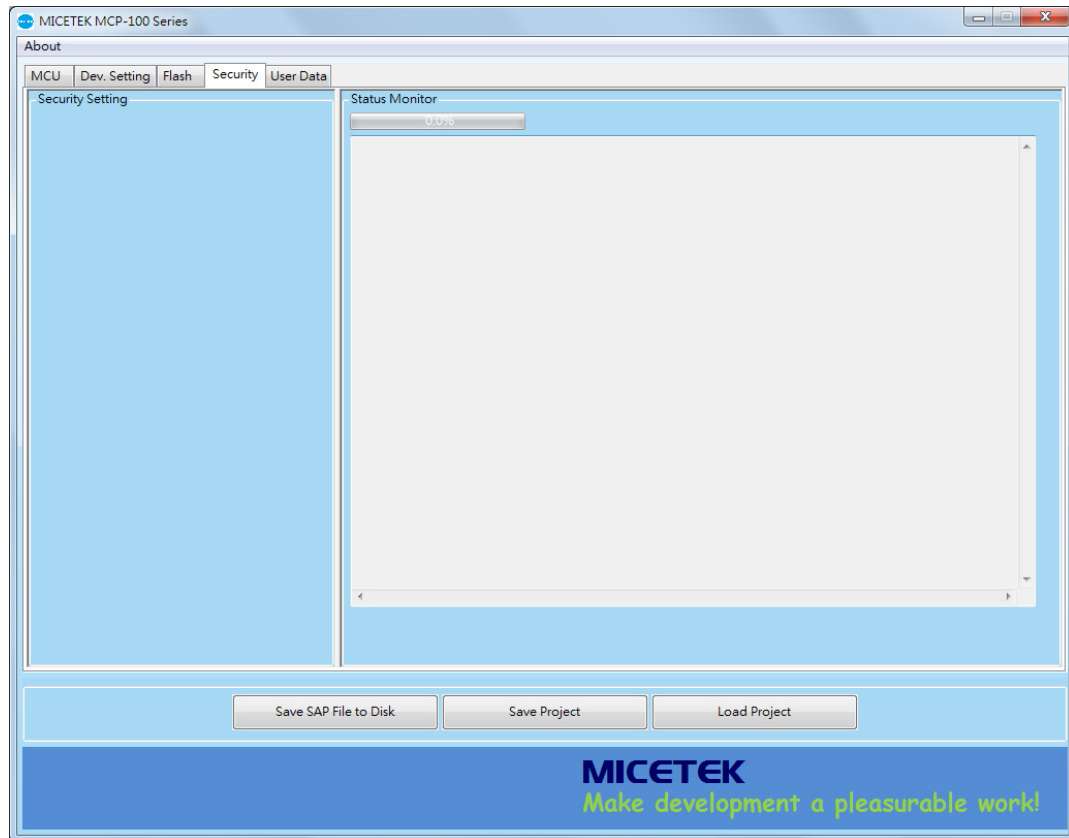 MICETEK MCP-100 Series
About
MCU Dev. Setting Flash Security User Data
Security Setting
Status Monitor
0.0%
Save SAP File to Disk Save Project Load Project
MICETEK
Make development a pleasurable work!